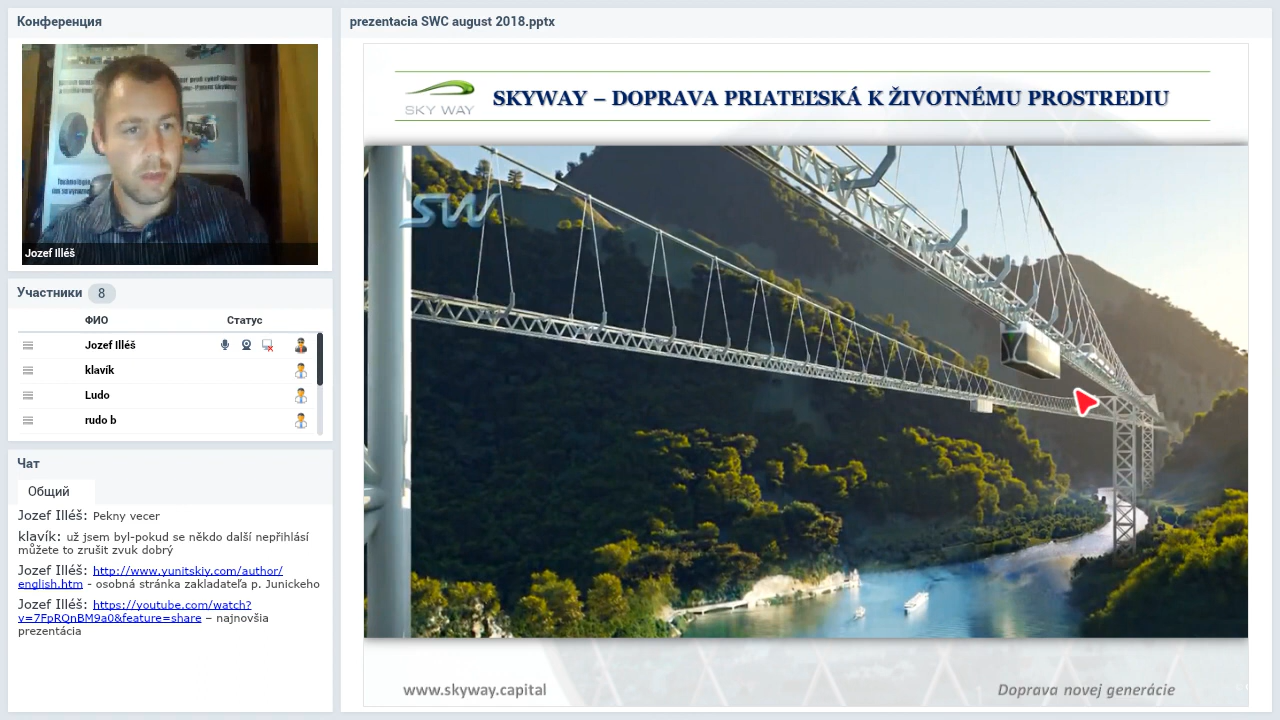 Конференция
Jozef Illéš
Участники 8
ФИО Статус
Jozef Illéš
klavík
Ludo
rudo b
Чат
Общий
Jozef Illéš: Pekny vecer
klavík: už jsem byl-pokud se někdo další nepřihlásí
můžete to zrušit zvuk dobrý
Jozef Illéš: http://www.yunitskiy.com/author/
english.htm - osobná stránka zakladateľa p. Junickeho
Jozef Illéš: https://youtube.com/watch?
v=7FpRQnBM9a0&feature=share – najnovšia
prezentácia
prezentacia SWC august 2018.pptx
SKY WAY
SKYWAY – DOPRAVA PRIATEĽSKÁ K ŽIVOTNÉMU PROSTREDIU
SW
www.skyway.capital
Doprava novej generácie